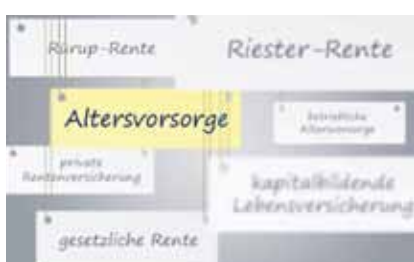 Rürup-Rente
Riester-Rente
Altersvorsorge
betriebliche
Altersvorsorge
private
Rentenversicherung
kapitalbildende
Lebensversicherung
gesetzliche Rente